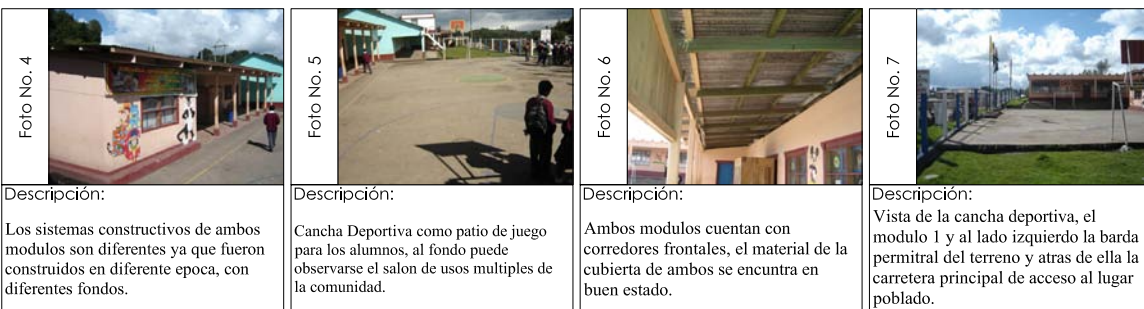 Foto No. 4
Descripción:
Los sistemas constructivos de ambos
modulos son diferentes ya que fueron
construidos en diferente epoca, con
diferentes fondos.
Foto No. 5
Descripción:
Cancha Deportiva como patio de juego
para los alumnos, al fondo puede
observarse el salon de usos multiples de
la comunidad.
Foto No. 6
Descripción:
Ambos modulos cuentan con
corredores frontales, el material de la
cubierta de ambos se encuntra en
buen estado.
Foto No. 7
Descripción:
Vista de la cancha deportiva, el
modulo 1 y al lado izquierdo la barda
permitral del terreno y atras de ella la
carretera principal de acceso al lugar
poblado.